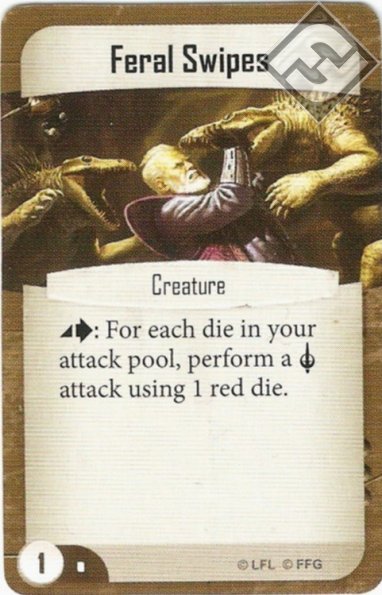 Feral Swipes
Creature
: For each die in your
attack pool, perform a
attack using 1 red die.
1
© LFL © FFG